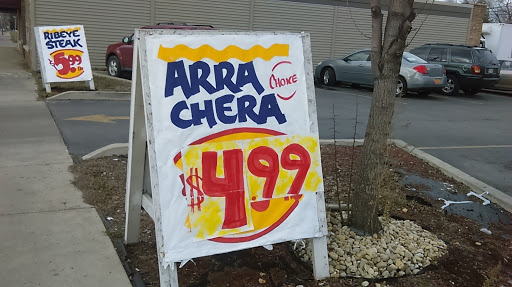 RIBEYE
STEAK
$5.99
ARRA
CHERA
CHOICE
$4.99